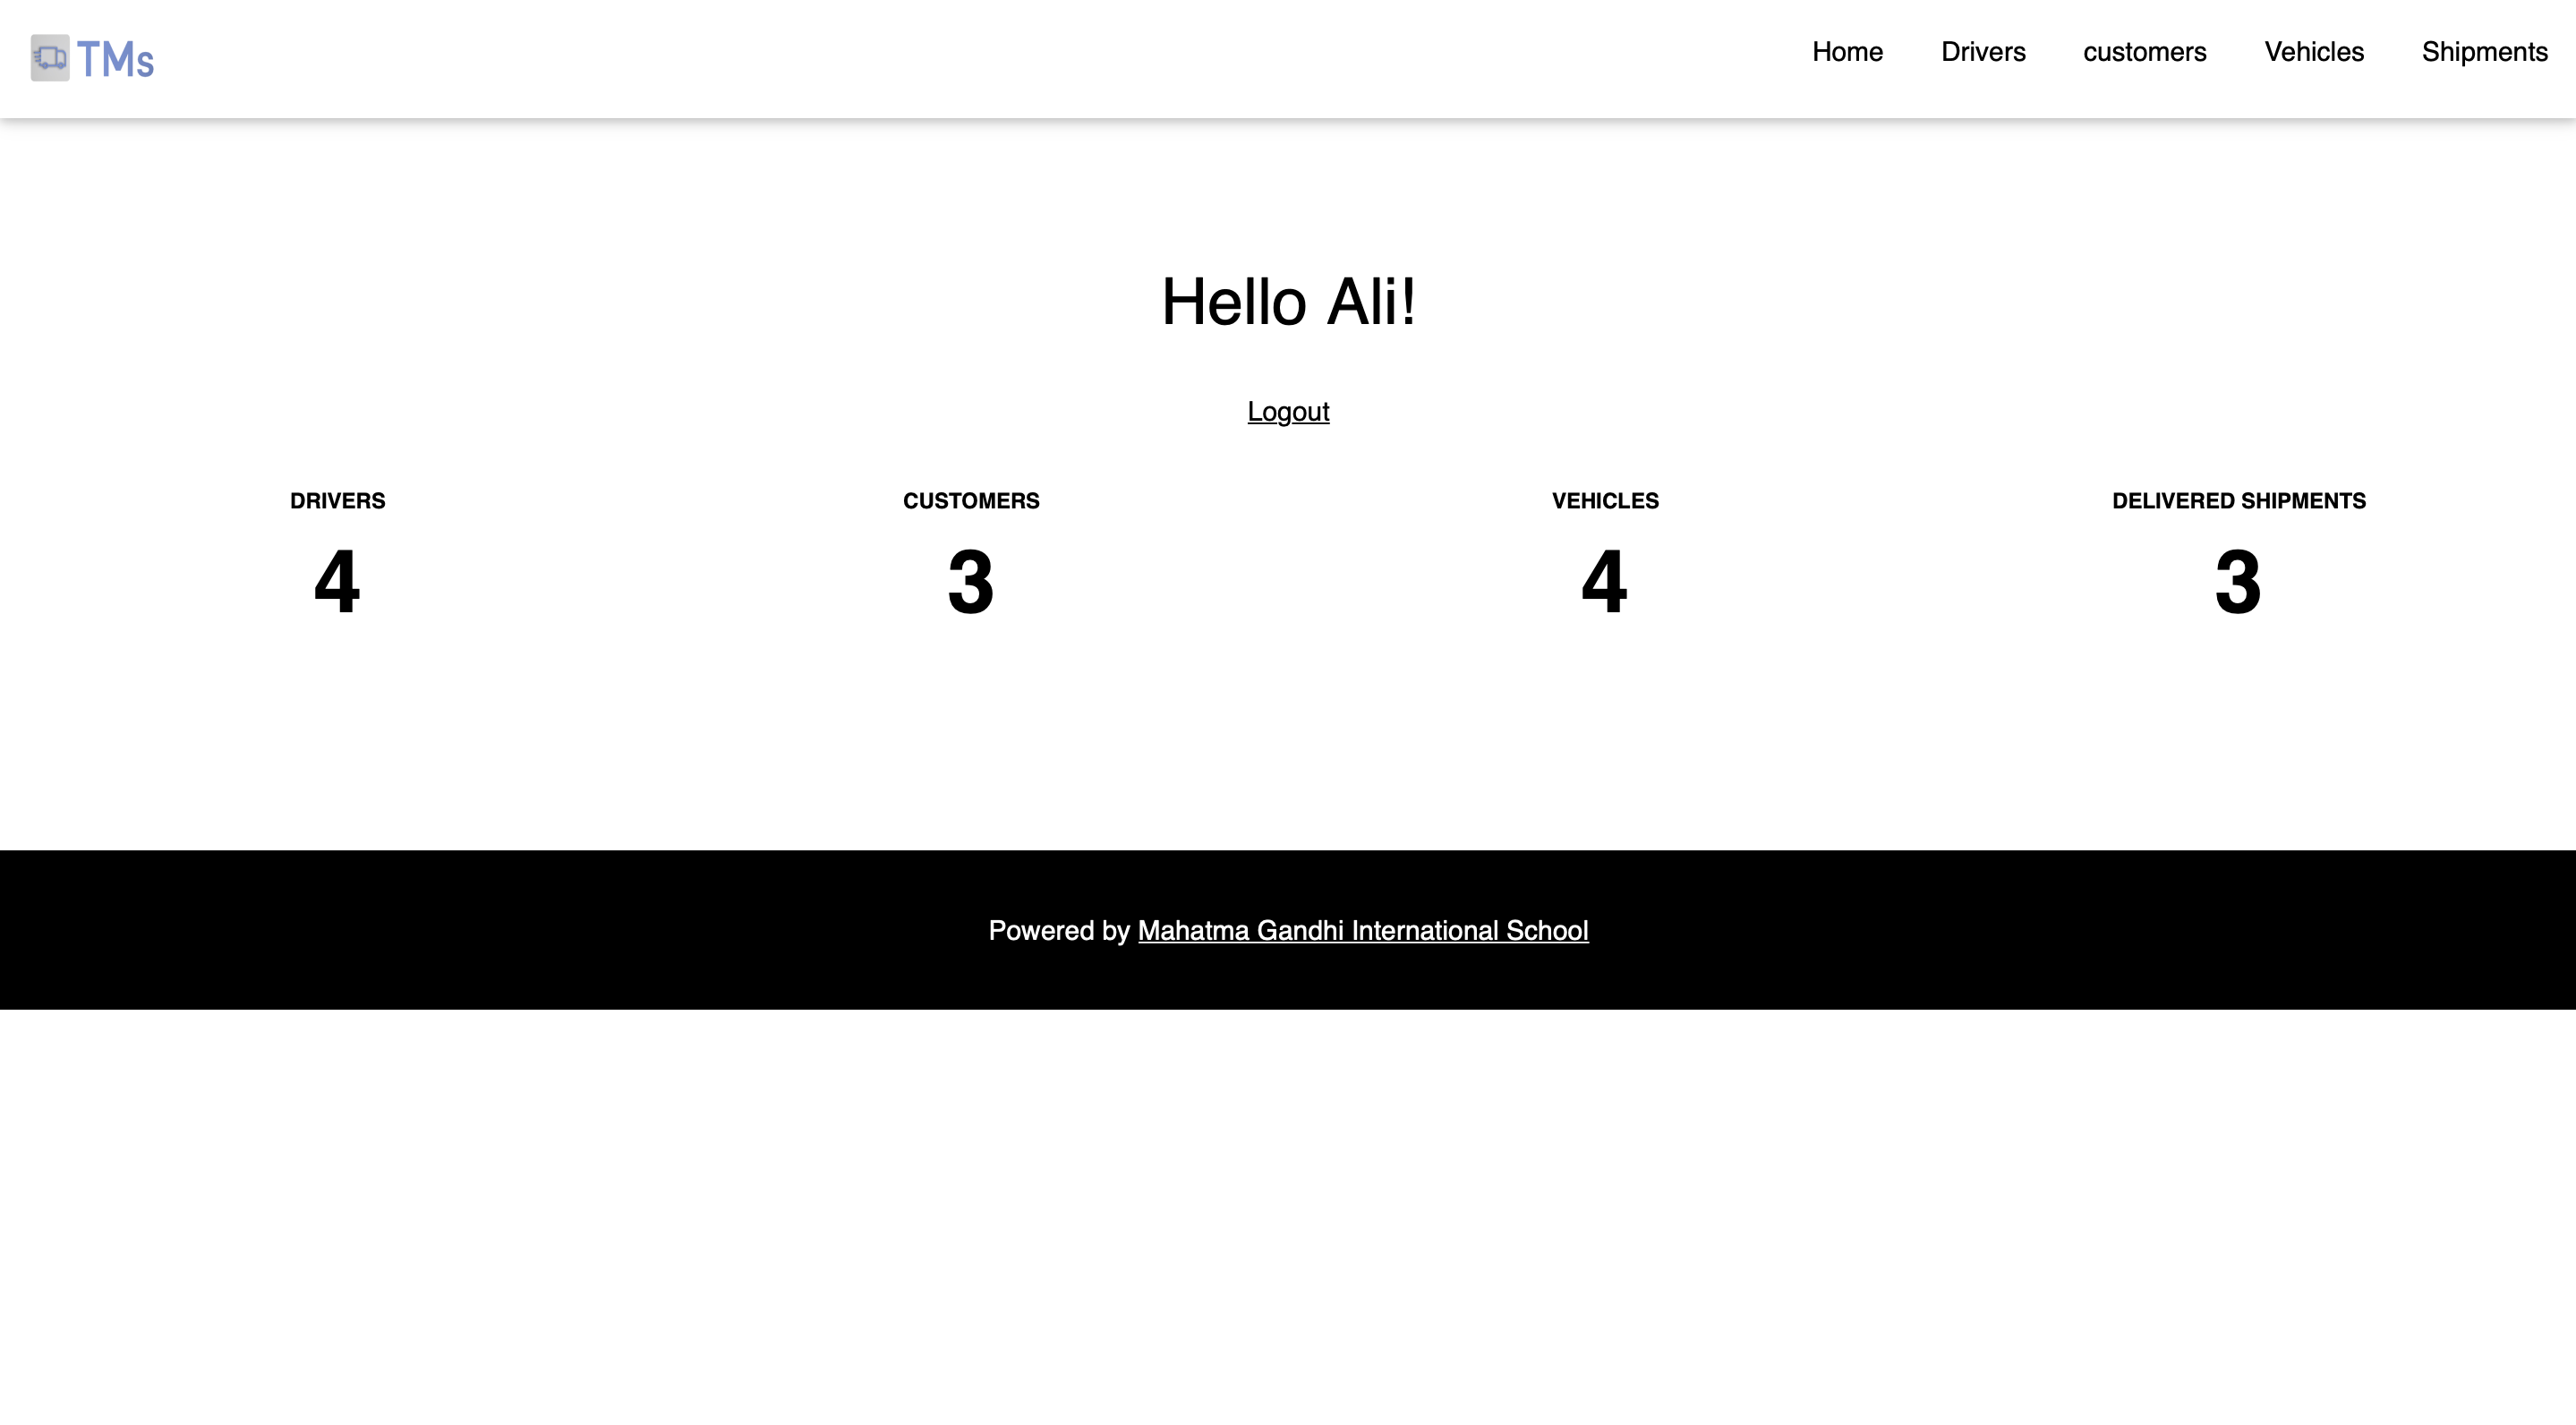 TMs
Home Drivers customers Vehicles Shipments
Hello Ali!
Logout
DRIVERS CUSTOMERS VEHICLES DELIVERED SHIPMENTS
4 3 4 3
Powered by Mahatma Gandhi International School